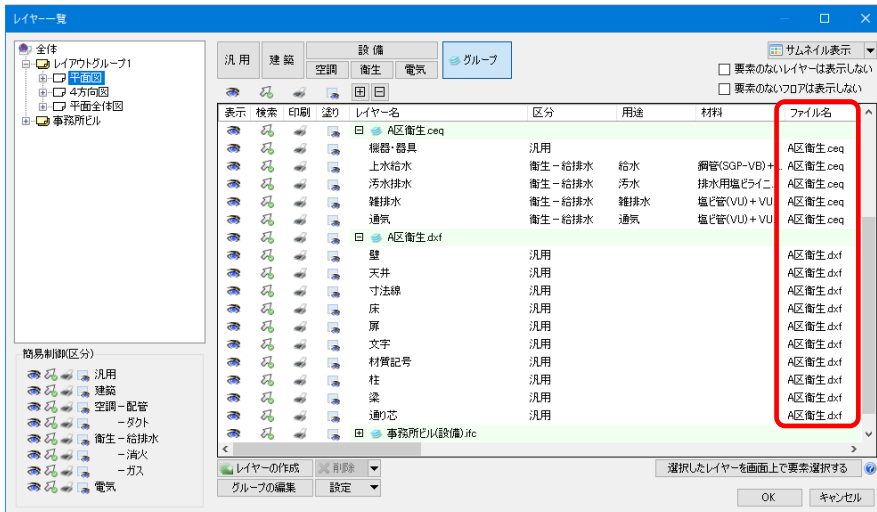 レイヤー一覧
全体
レイアウトグループ1
平面図
4方向図
平面全体図
事務所ビル
汎用 建築 設備 グループ
空調 衛生 電気
サムネイル表示
要素のないレイヤーは表示しない
要素のないフロアは表示しない
表示 検索 印刷 塗り レイヤー名 区分 用途 材料 ファイル名
A区衛生.ceq
機器・器具 汎用 A区衛生.ceq
上水給水 衛生－給排水 給水 鋼管(SGP-VB)+... A区衛生.ceq
汚水排水 衛生－給排水 汚水 排水用塩ビライニ... A区衛生.ceq
雑排水 衛生－給排水 雑排水 塩ビ管(VU)+VU A区衛生.ceq
通気 衛生－給排水 通気 塩ビ管(VU)+VU A区衛生.ceq
A区衛生.dxf
壁 汎用 A区衛生.dxf
天井 汎用 A区衛生.dxf
寸法線 汎用 A区衛生.dxf
床 汎用 A区衛生.dxf
扉 汎用 A区衛生.dxf
文字 汎用 A区衛生.dxf
材質記号 汎用 A区衛生.dxf
柱 汎用 A区衛生.dxf
梁 汎用 A区衛生.dxf
通り芯 汎用 A区衛生.dxf
事務所ビル(設備).ifc
簡易制御(区分)
汎用
建築
空調－配管
－ダクト
衛生－給排水
－消火
－ガス
電気
レイヤーの作成 削除 選択したレイヤーを画面上で要素選択する
グループの編集 設定
OK キャンセル